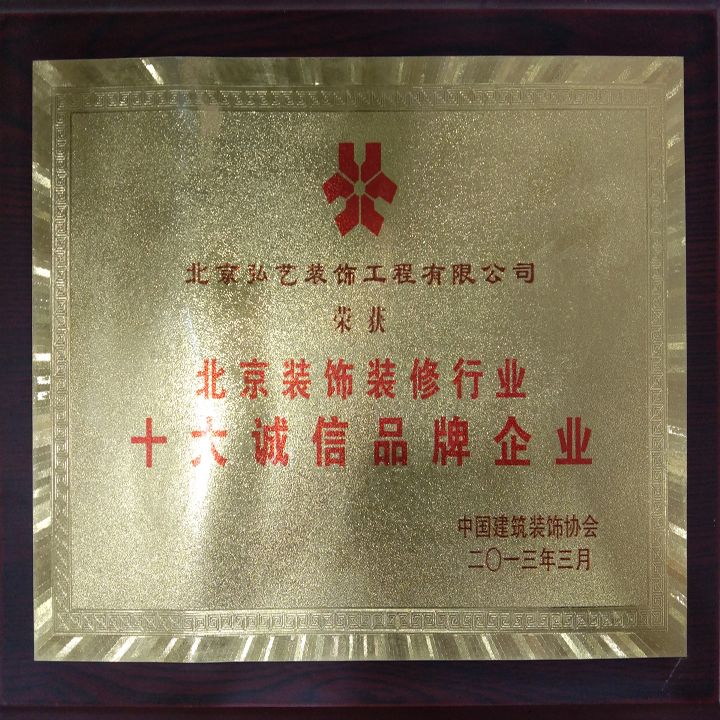 北京弘艺装饰工程有限公司
荣获
北京装饰装修行业
十大诚信品牌企业
中国建筑装饰协会
二〇一三年三月